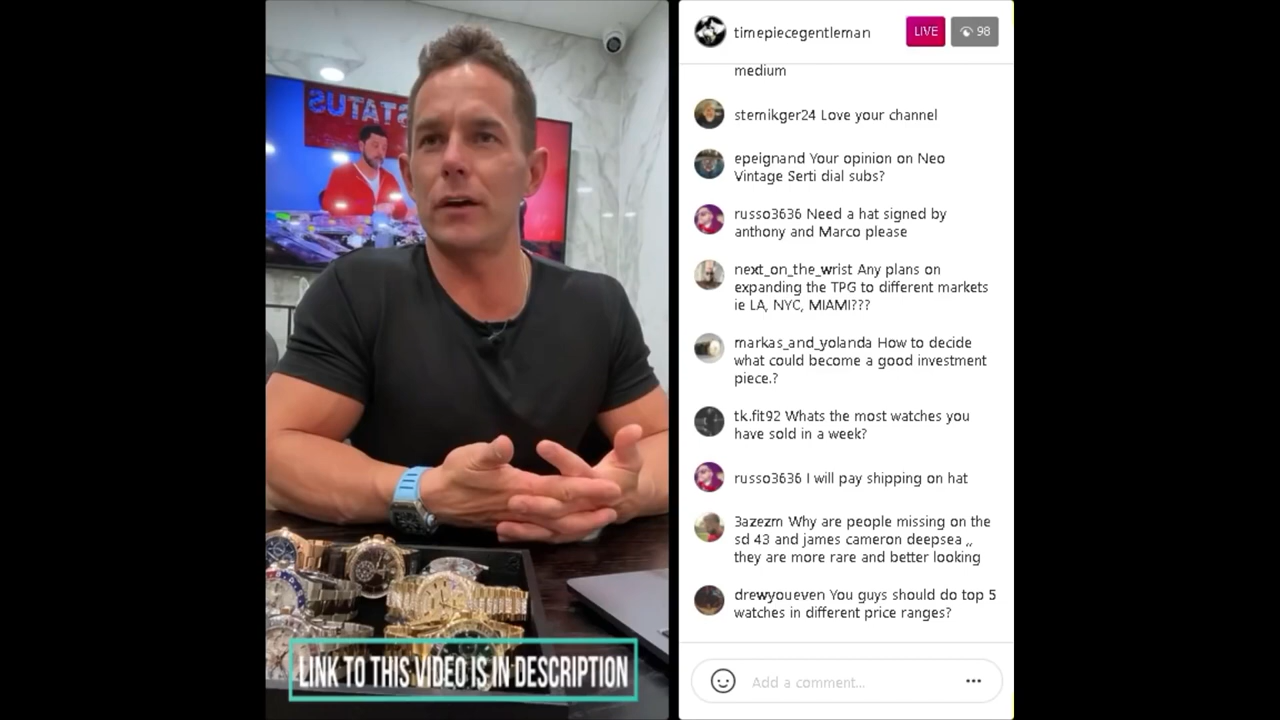 STATUS
LINK TO THIS VIDEO IS IN DESCRIPTION
timepiecegentleman
LIVE
98
medium
sternikger24 Love your channel
epeignand Your opinion on Neo
Vintage Serti dial subs?
russo3636 Need a hat signed by
anthony and Marco please
next_on_the_wrist Any plans on
expanding the TPG to different markets
ie LA, NYC, MIAMI???
markas_and_yolanda How to decide
what could become a good investment
piece.?
tk.fit92 Whats the most watches you
have sold in a week?
russo3636 I will pay shipping on hat
3azezm Why are people missing on the
sd 43 and james cameron deepsea ,,
they are more rare and better looking
drewyoueven You guys should do top 5
watches in different price ranges?
Add a comment...